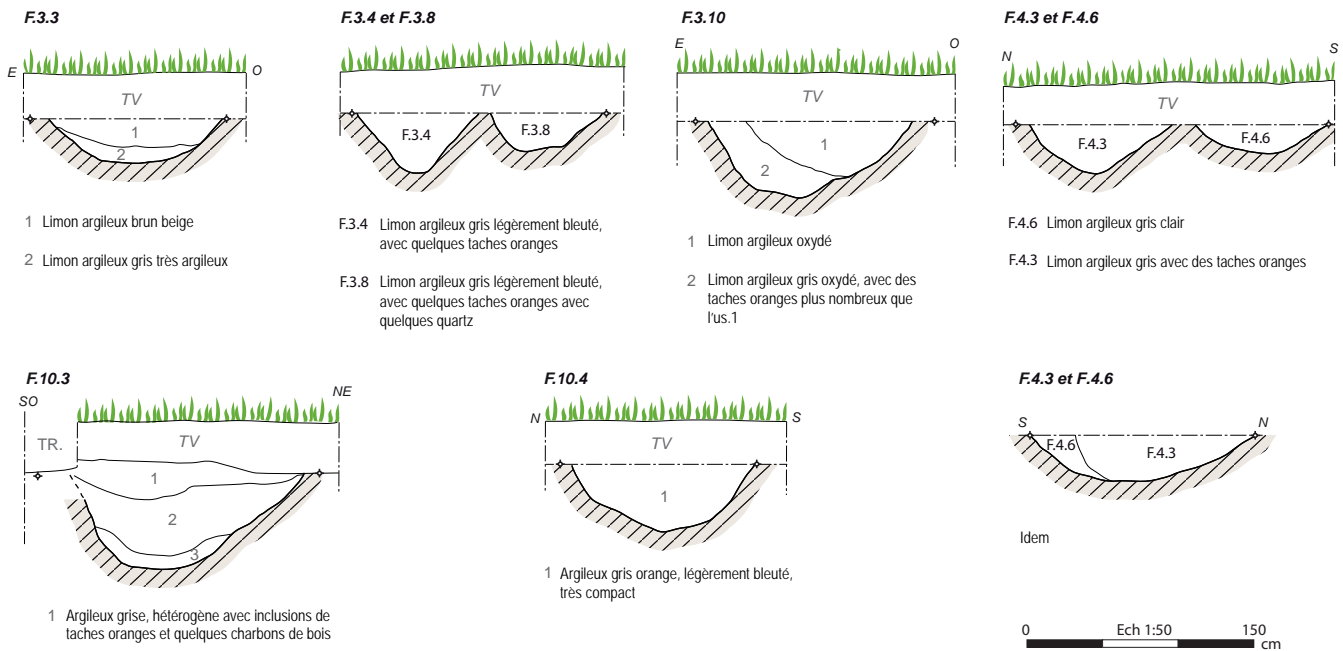 F.3.3
E
O
TV
1
2
1 Limon argileux brun beige
2 Limon argileux gris très argileux
F.3.4 et F.3.8
TV
F.3.4
F.3.8
F.3.4 Limon argileux gris légèrement bleuté,
avec quelques taches oranges
F.3.8 Limon argileux gris légèrement bleuté,
avec quelques taches oranges avec
quelques quartz
F.3.10
E
O
TV
1
2
1 Limon argileux oxydé
2 Limon argileux gris oxydé, avec des
taches oranges plus nombreux que
l'us.1
F.4.3 et F.4.6
N
S
TV
F.4.3
F.4.6
F.4.6 Limon argileux gris clair
F.4.3 Limon argileux gris avec des taches oranges
F.10.3
SO
NE
TR.
TV
1
2
3
1 Argileux grise, hétérogène avec inclusions de
taches oranges et quelques charbons de bois
F.10.4
N
S
TV
1
1 Argileux gris orange, légèrement bleuté,
très compact
F.4.3 et F.4.6
S
N
F.4.6
F.4.3
Idem
0 Ech 1:50 150
cm